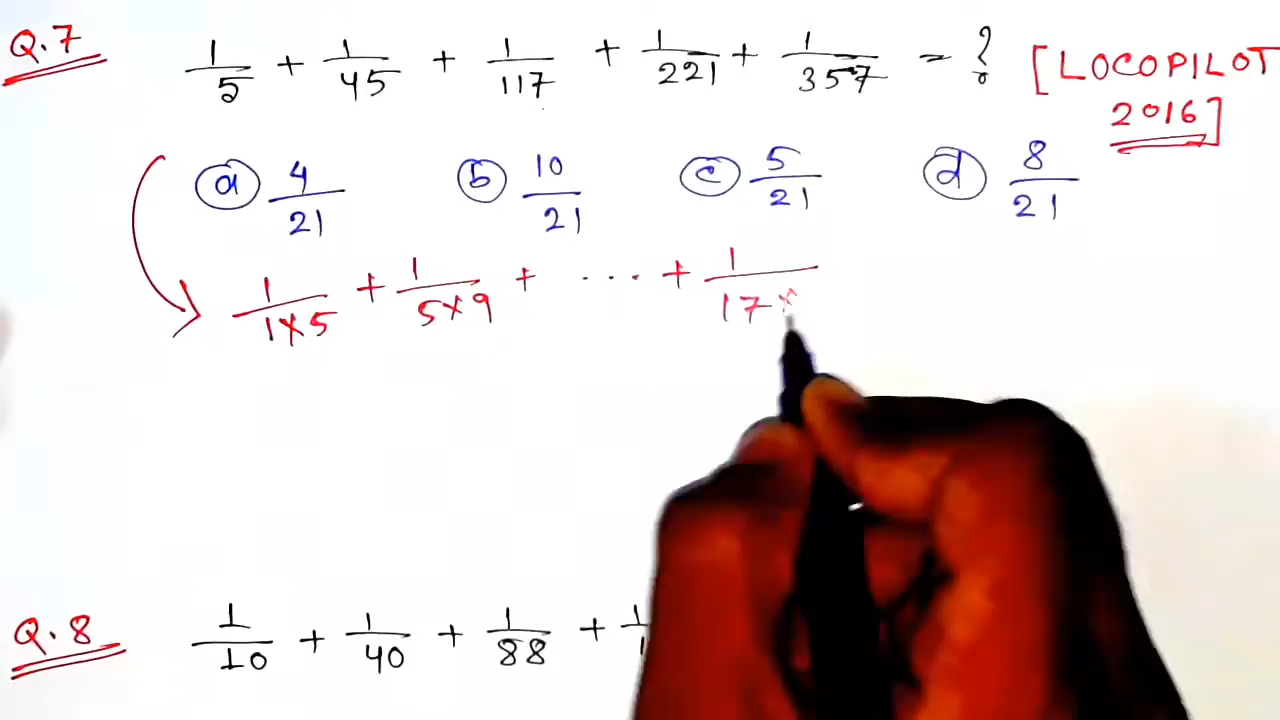 Q.7 1/5 + 1/45 + 1/117 + 1/221 + 1/357 = ? [LOCOPILOT 2016]
(a) 4/21 (b) 10/21 (c) 5/21 (d) 8/21
1/1×5 + 1/5×9 + .... + 1/17×
Q.8 1/10 + 1/40 + 1/88 +